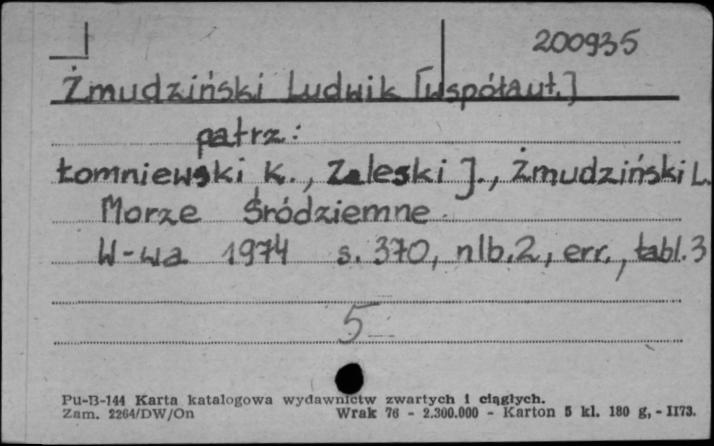 200935
Żmudziński Ludwik [współaut.]
patrz:
Łomniewski K., Zaleski J., Żmudziński L.
Morze Śródziemne
W-wa 1974 s. 370, nlb.2, err., tabl.3
5
Pu-B-144 Karta katalogowa wydawnictw zwartych i ciągłych.
Zam. 2264/DW/On Wrak 76 - 2.300.000 - Karton 5 kl. 180 g, - II73.